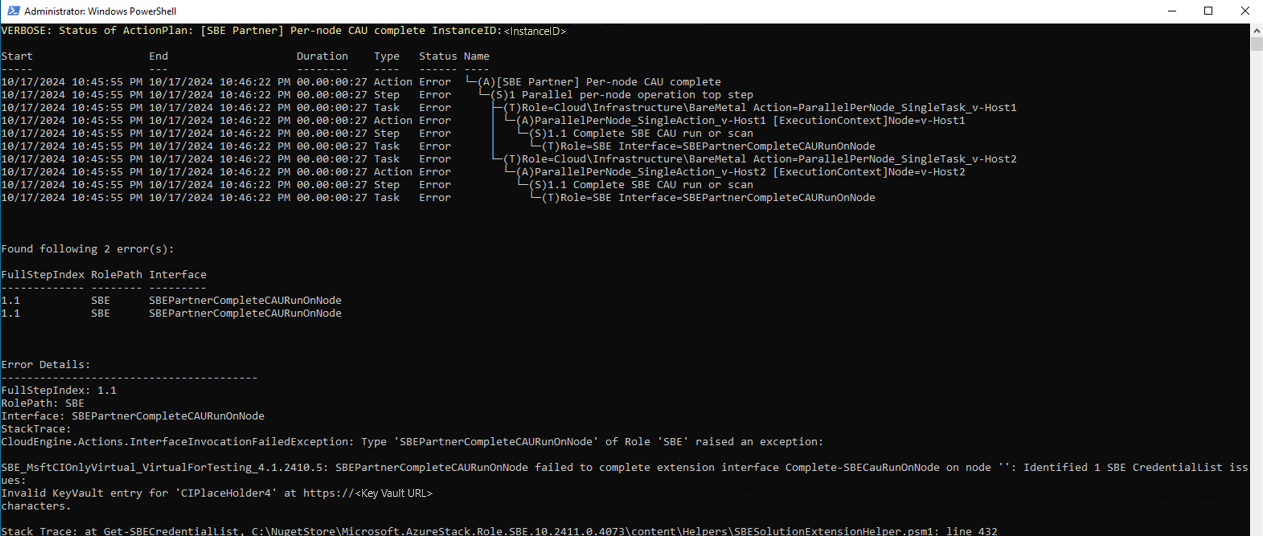 Administrator: Windows PowerShell
VERBOSE: Status of ActionPlan: [SBE Partner] Per-node CAU complete InstanceID:<InstanceID>
Start End Duration Type Status Name
----- --- -------- ---- ------ ----
10/17/2024 10:45:55 PM 10/17/2024 10:46:22 PM 00.00:00:27 Action Error └─(A)[SBE Partner] Per-node CAU complete
10/17/2024 10:45:55 PM 10/17/2024 10:46:22 PM 00.00:00:27 Step Error └─(S)1 Parallel per-node operation top step
10/17/2024 10:45:55 PM 10/17/2024 10:46:22 PM 00.00:00:27 Task Error ├─(T)Role=Cloud\Infrastructure\BareMetal Action=ParallelPerNode_SingleTask_v-Host1
10/17/2024 10:45:55 PM 10/17/2024 10:46:22 PM 00.00:00:27 Action Error │ └─(A)ParallelPerNode_SingleAction_v-Host1 [ExecutionContext]Node=v-Host1
10/17/2024 10:45:55 PM 10/17/2024 10:46:22 PM 00.00:00:27 Step Error │ └─(S)1.1 Complete SBE CAU run or scan
10/17/2024 10:45:55 PM 10/17/2024 10:46:22 PM 00.00:00:27 Task Error │ └─(T)Role=SBE Interface=SBEPartnerCompleteCAURunOnNode
10/17/2024 10:45:55 PM 10/17/2024 10:46:22 PM 00.00:00:27 Task Error └─(T)Role=Cloud\Infrastructure\BareMetal Action=ParallelPerNode_SingleTask_v-Host2
10/17/2024 10:45:55 PM 10/17/2024 10:46:22 PM 00.00:00:27 Action Error └─(A)ParallelPerNode_SingleAction_v-Host2 [ExecutionContext]Node=v-Host2
10/17/2024 10:45:55 PM 10/17/2024 10:46:22 PM 00.00:00:27 Step Error └─(S)1.1 Complete SBE CAU run or scan
10/17/2024 10:45:55 PM 10/17/2024 10:46:22 PM 00.00:00:27 Task Error └─(T)Role=SBE Interface=SBEPartnerCompleteCAURunOnNode
Found following 2 error(s):
FullStepIndex RolePath Interface
------------- -------- ---------
1.1 SBE SBEPartnerCompleteCAURunOnNode
1.1 SBE SBEPartnerCompleteCAURunOnNode
Error Details:
----------------------------------------
FullStepIndex: 1.1
RolePath: SBE
Interface: SBEPartnerCompleteCAURunOnNode
StackTrace:
CloudEngine.Actions.InterfaceInvocationFailedException: Type 'SBEPartnerCompleteCAURunOnNode' of Role 'SBE' raised an exception:
SBE_MsftCIOnlyVirtual_VirtualForTesting_4.1.2410.5: SBEPartnerCompleteCAURunOnNode failed to complete extension interface Complete-SBECauRunOnNode on node '': Identified 1 SBE CredentialList iss
ues:
Invalid KeyVault entry for 'CIPlaceHolder4' at https://<Key Vault URL>
characters.
Stack Trace: at Get-SBECredentialList, C:\NugetStore\Microsoft.AzureStack.Role.SBE.10.2411.0.4073\content\Helpers\SBESolutionExtensionHelper.psm1: line 432